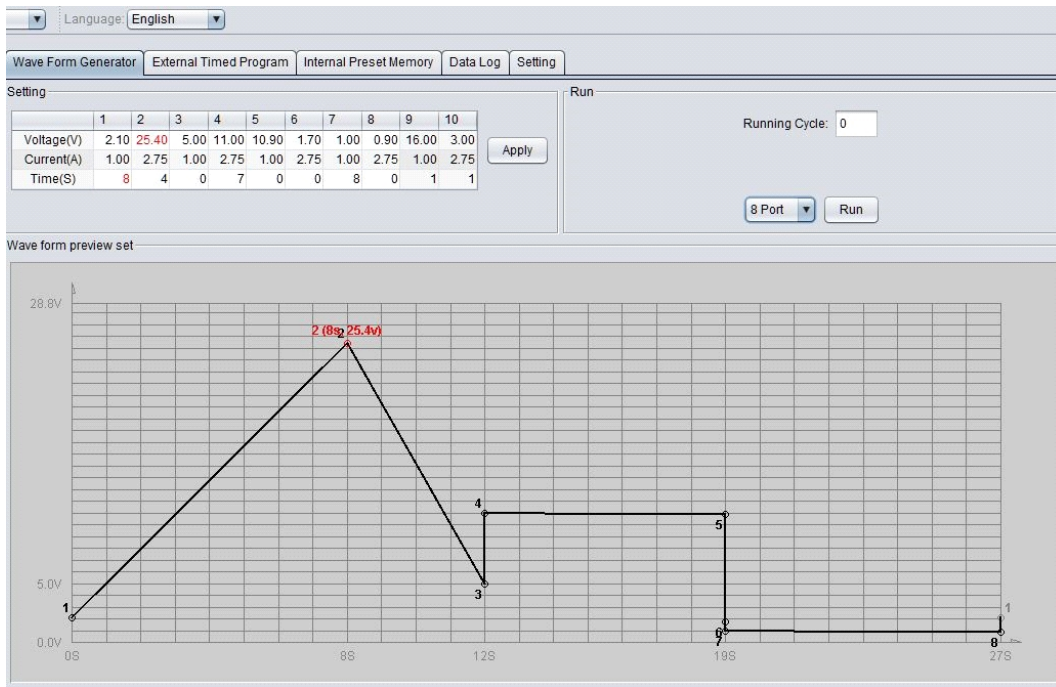 Language: English
Wave Form Generator External Timed Program Internal Preset Memory Data Log Setting
Setting
Run
1 2 3 4 5 6 7 8 9 10
Voltage(V) 2.10 25.40 5.00 11.00 10.90 1.70 1.00 0.90 16.00 3.00
Current(A) 1.00 2.75 1.00 2.75 1.00 2.75 1.00 2.75 1.00 2.75
Time(S) 8 4 0 7 0 0 8 0 1 1
Apply
Running Cycle: 0
8 Port Run
Wave form preview set
28.8V
2 (8s, 25.4v)
2
4
5
5.0V
3
1
1
6
7
8
0.0V
0S 8S 12S 19S 27S